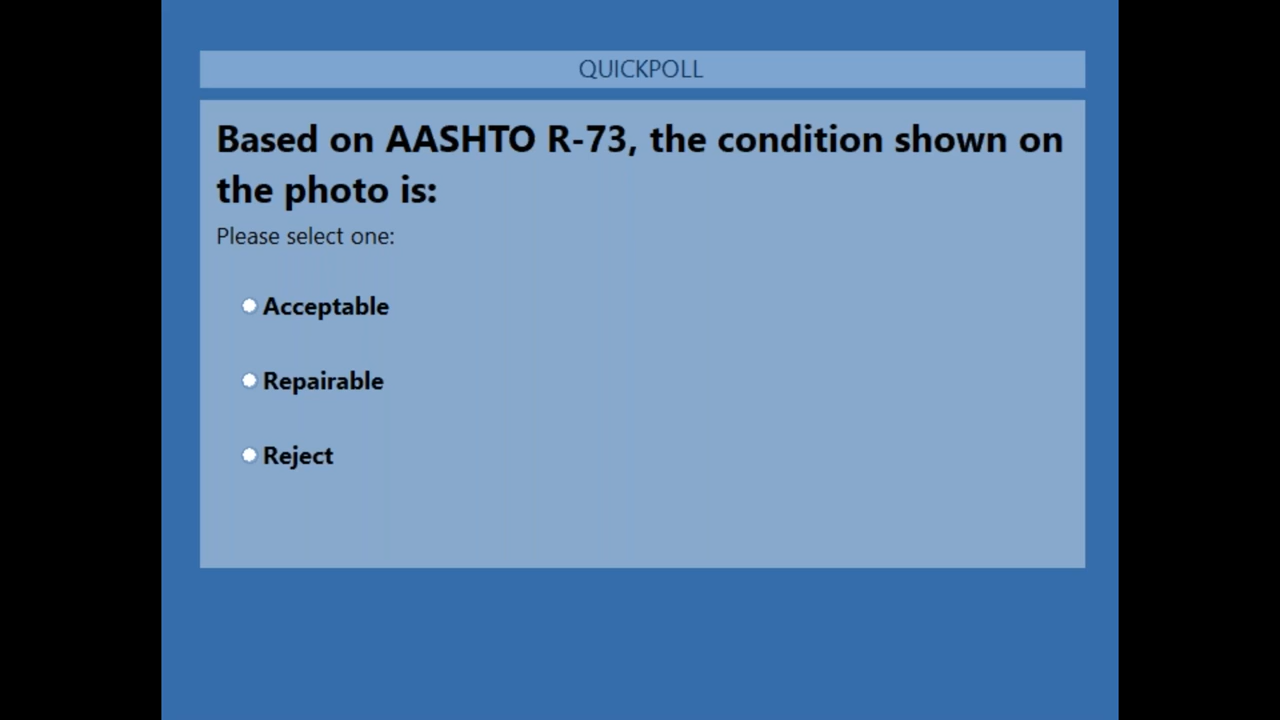 QUICKPOLL
Based on AASHTO R-73, the condition shown on
the photo is:
Please select one:
Acceptable
Repairable
Reject